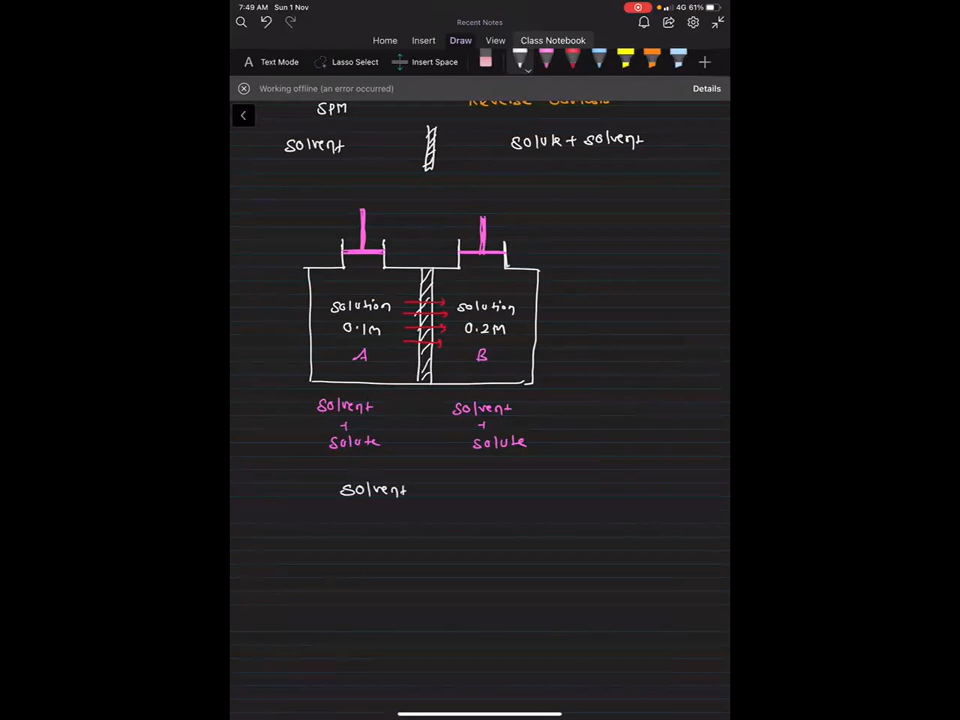 7:49 AM Sun 1 Nov
4G 61%
Recent Notes
Home Insert Draw View Class Notebook
Text Mode Lasso Select Insert Space
Working offline (an error occurred) Details
SPM
solvent solute + solvent
solution solution
0.1M 0.2M
A B
solvent solvent
+ +
solute solute
solvent